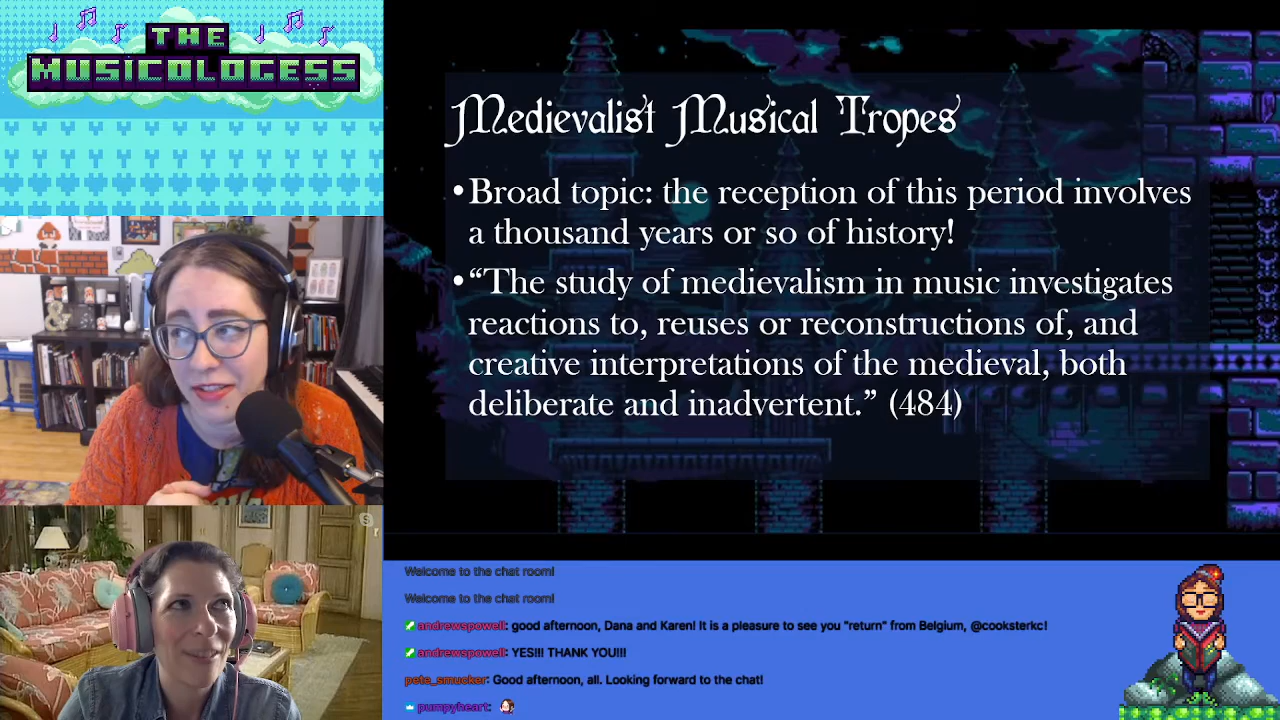 THE
MUSICOLOGESS
Medievalist Musical Tropes
•Broad topic: the reception of this period involves
a thousand years or so of history!
•“The study of medievalism in music investigates
reactions to, reuses or reconstructions of, and
creative interpretations of the medieval, both
deliberate and inadvertent.” (484)
Welcome to the chat room!
Welcome to the chat room!
andrewspowell: good afternoon, Dana and Karen! It is a pleasure to see you "return" from Belgium, @cooksterkc!
andrewspowell: YES!!! THANK YOU!!!
pete_smucker: Good afternoon, all. Looking forward to the chat!
pumpyheart: